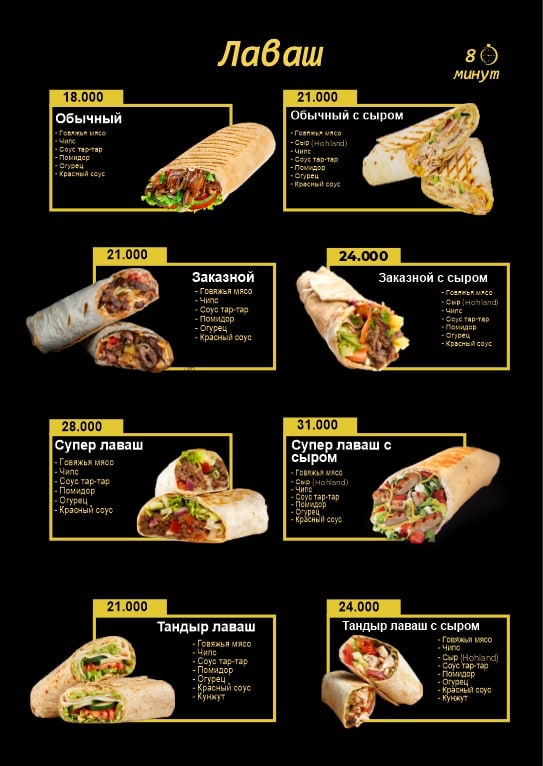 Лаваш
8
минут
18.000
Обычный
- Говяжье мясо
- Чипс
- Соус тар-тар
- Помидор
- Огурец
- Красный соус
21.000
Обычный с сыром
- Говяжья мясо
- Сыр (Hohland)
- Чипс
- Соус тар-тар
- Помидор
- Огурец
- Красный соус
21.000
Заказной
- Говяжьй мясо
- Чипс
- Соус тар-тар
- Помидор
- Огурец
- Красный соус
24.000
Заказной с сыром
- Говяжья мясо
- Сыр (Hohland)
- Чипс
- Соус тар-тар
- Помидор
- Огурец
- Красный соус
28.000
Супер лаваш
- Говяжьй мясо
- Чипс
- Соус тар-тар
- Помидор
- Огурец
- Красный соус
31.000
Супер лаваш с
сыром
- Говяжья мясо
- Сыр (Hohland)
- Чипс
- Соус тар-тар
- Помидор
- Огурец
- Красный соус
21.000
Тандыр лаваш
- Говяжья мясо
- Чипс
- Соус тар-тар
- Помидор
- Огурец
- Красный соус
- Кунжут
24.000
Тандыр лаваш с сыром
- Говяжья мясо
- Чипс
- Сыр (Hohland)
- Соус тар-тар
- Помидор
- Огурец
- Красный соус
- Кунжут